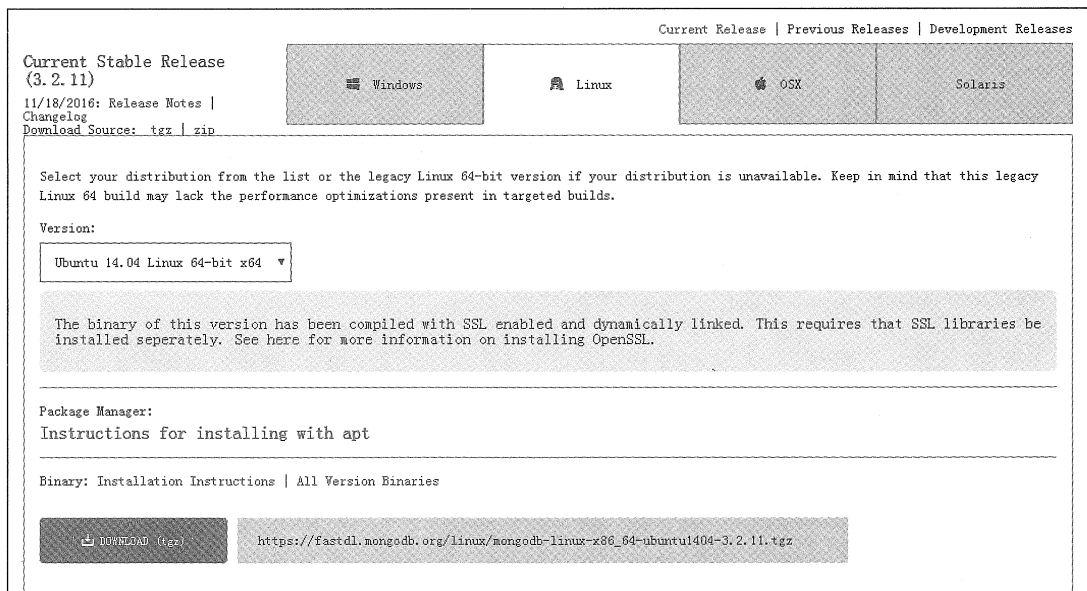 Current Release | Previous Releases | Development Releases
Current Stable Release
(3.2.11)
11/18/2016: Release Notes |
Changelog
Download Source: tgz | zip
Windows
Linux
OSX
Solaris
Select your distribution from the list or the legacy Linux 64-bit version if your distribution is unavailable. Keep in mind that this legacy
Linux 64 build may lack the performance optimizations present in targeted builds.
Version:
Ubuntu 14.04 Linux 64-bit x64
The binary of this version has been compiled with SSL enabled and dynamically linked. This requires that SSL libraries be
installed seperately. See here for more information on installing OpenSSL.
Package Manager:
Instructions for installing with apt
Binary: Installation Instructions | All Version Binaries
DOWNLOAD (tgz)
https://fastdl.mongodb.org/linux/mongodb-linux-x86_64-ubuntu1404-3.2.11.tgz